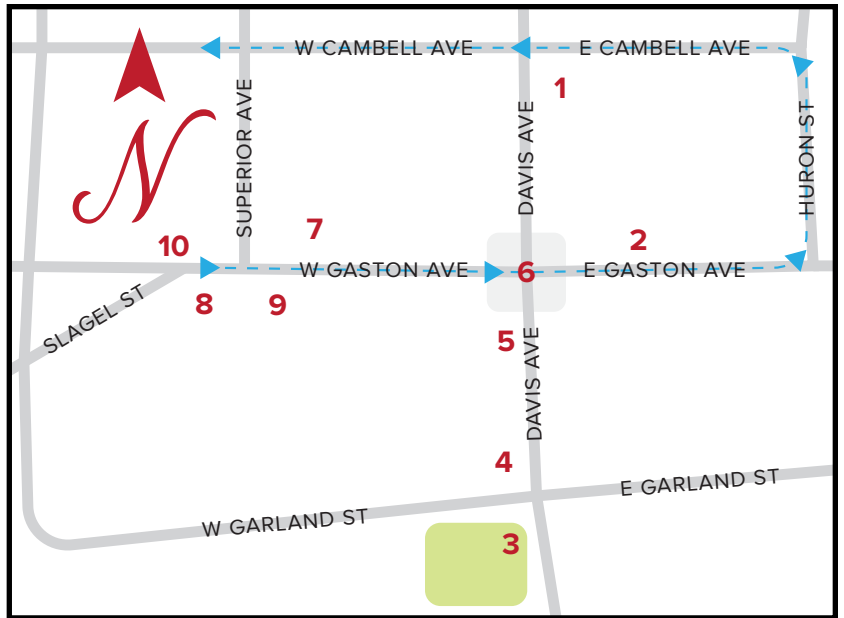 W CAMBELL AVE
E CAMBELL AVE
1
N
SUPERIOR AVE
DAVIS AVE
HURON ST
7
2
10
W GASTON AVE
6
E GASTON AVE
8
9
SLAGEL ST
5
DAVIS AVE
4
E GARLAND ST
W GARLAND ST
3